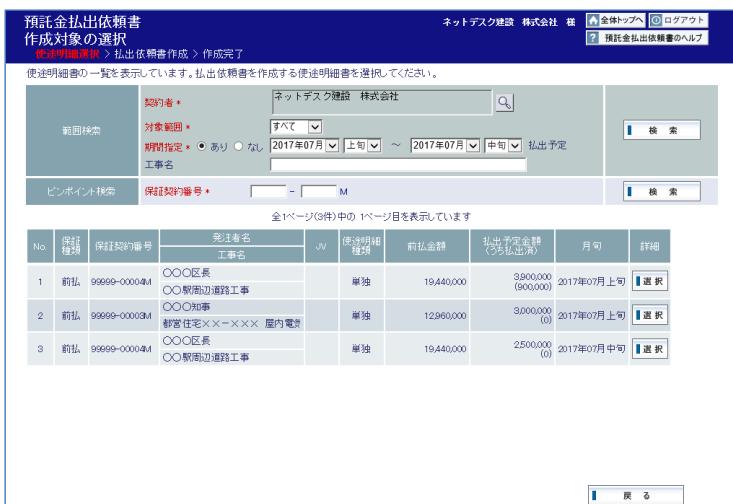 預託金払出依頼書
作成対象の選択
使途明細選択 > 払出依頼書作成 > 作成完了
ネットデスク建設 株式会社 様
全体トップへ
ログアウト
? 預託金払出依頼書のヘルプ
使途明細書の一覧を表示しています。払出依頼書を作成する使途明細書を選択してください。
範囲検索
契約者*
ネットデスク建設 株式会社
対象範囲*
すべて
期間指定* あり なし 2017年07月 上旬 ～ 2017年07月 中旬 払出予定
工事名
検 索
ピンポイント検索 保証契約番号* - M 検 索
全1ページ(3件)中の 1ページ目を表示しています
No. 保証種類 保証契約番号 発注者名 工事名 JV 使途明細種類 前払金額 払出予定金額(うち払出済) 月旬 詳細
1 前払 99999-00004M 〇〇〇区長 〇〇駅周辺道路工事 単独 19,440,000 3,900,000 (900,000) 2017年07月上旬 選択
2 前払 99999-00003M 〇〇〇知事 都営住宅××-××× 屋内電気 単独 12,960,000 3,000,000 (0) 2017年07月上旬 選択
3 前払 99999-00004M 〇〇〇区長 〇〇駅周辺道路工事 単独 19,440,000 2,500,000 (0) 2017年07月中旬 選択
戻 る